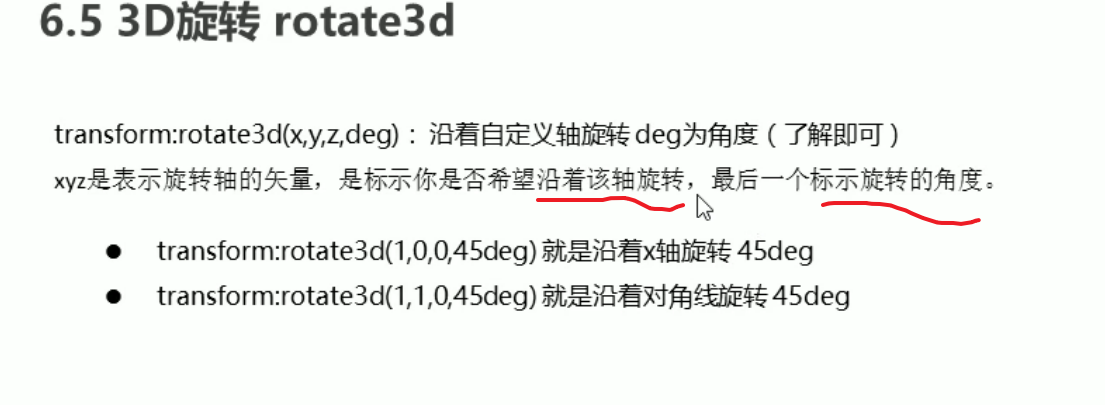 6.5 3D旋转 rotate3d
transform:rotate3d(x,y,z,deg)：沿着自定义轴旋转 deg为角度（了解即可）
xyz是表示旋转轴的矢量，是标示你是否希望沿着该轴旋转，最后一个标示旋转的角度。
● transform:rotate3d(1,0,0,45deg) 就是沿着x轴旋转 45deg
● transform:rotate3d(1,1,0,45deg) 就是沿着对角线旋转 45deg